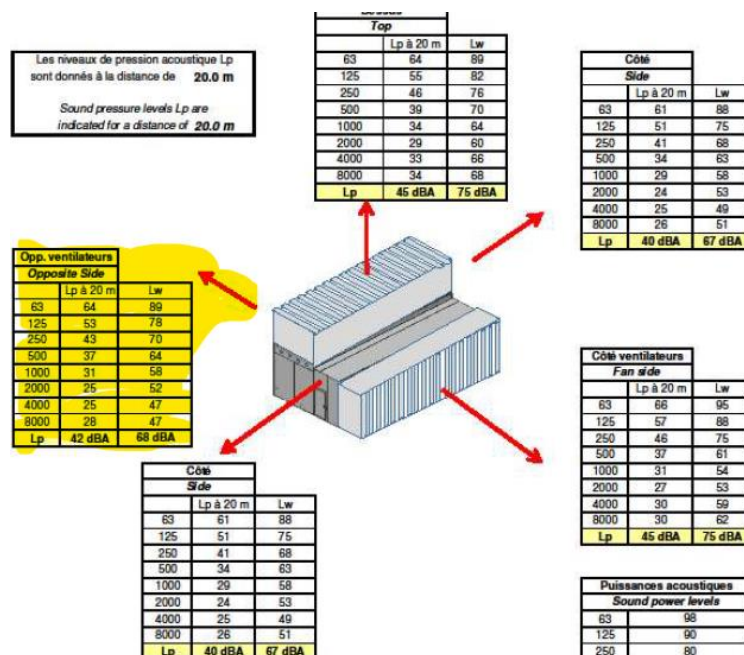 Les niveaux de pression acoustique Lp
sont donnés à la distance de 20.0 m
Sound pressure levels Lp are
indicated for a distance of 20.0 m
Top
Lp à 20 m Lw
63 64 89
125 55 82
250 46 76
500 39 70
1000 34 64
2000 29 60
4000 33 66
8000 34 68
Lp 45 dBA 75 dBA
Côté
Side
Lp à 20 m Lw
63 61 88
125 51 75
250 41 68
500 34 63
1000 29 58
2000 24 53
4000 25 49
8000 26 51
Lp 40 dBA 67 dBA
Opp. ventilateurs
Opposite Side
Lp à 20 m Lw
63 64 89
125 53 78
250 43 70
500 37 64
1000 31 58
2000 25 52
4000 25 47
8000 28 47
Lp 42 dBA 68 dBA
Côté ventilateurs
Fan side
Lp à 20 m Lw
63 66 95
125 57 88
250 46 75
500 37 61
1000 31 54
2000 27 53
4000 30 59
8000 30 62
Lp 45 dBA 75 dBA
Côté
Side
Lp à 20 m Lw
63 61 88
125 51 75
250 41 68
500 34 63
1000 29 58
2000 24 53
4000 25 49
8000 26 51
Lp 40 dBA 67 dBA
Puissances acoustiques
Sound power levels
63 98
125 90
250 80